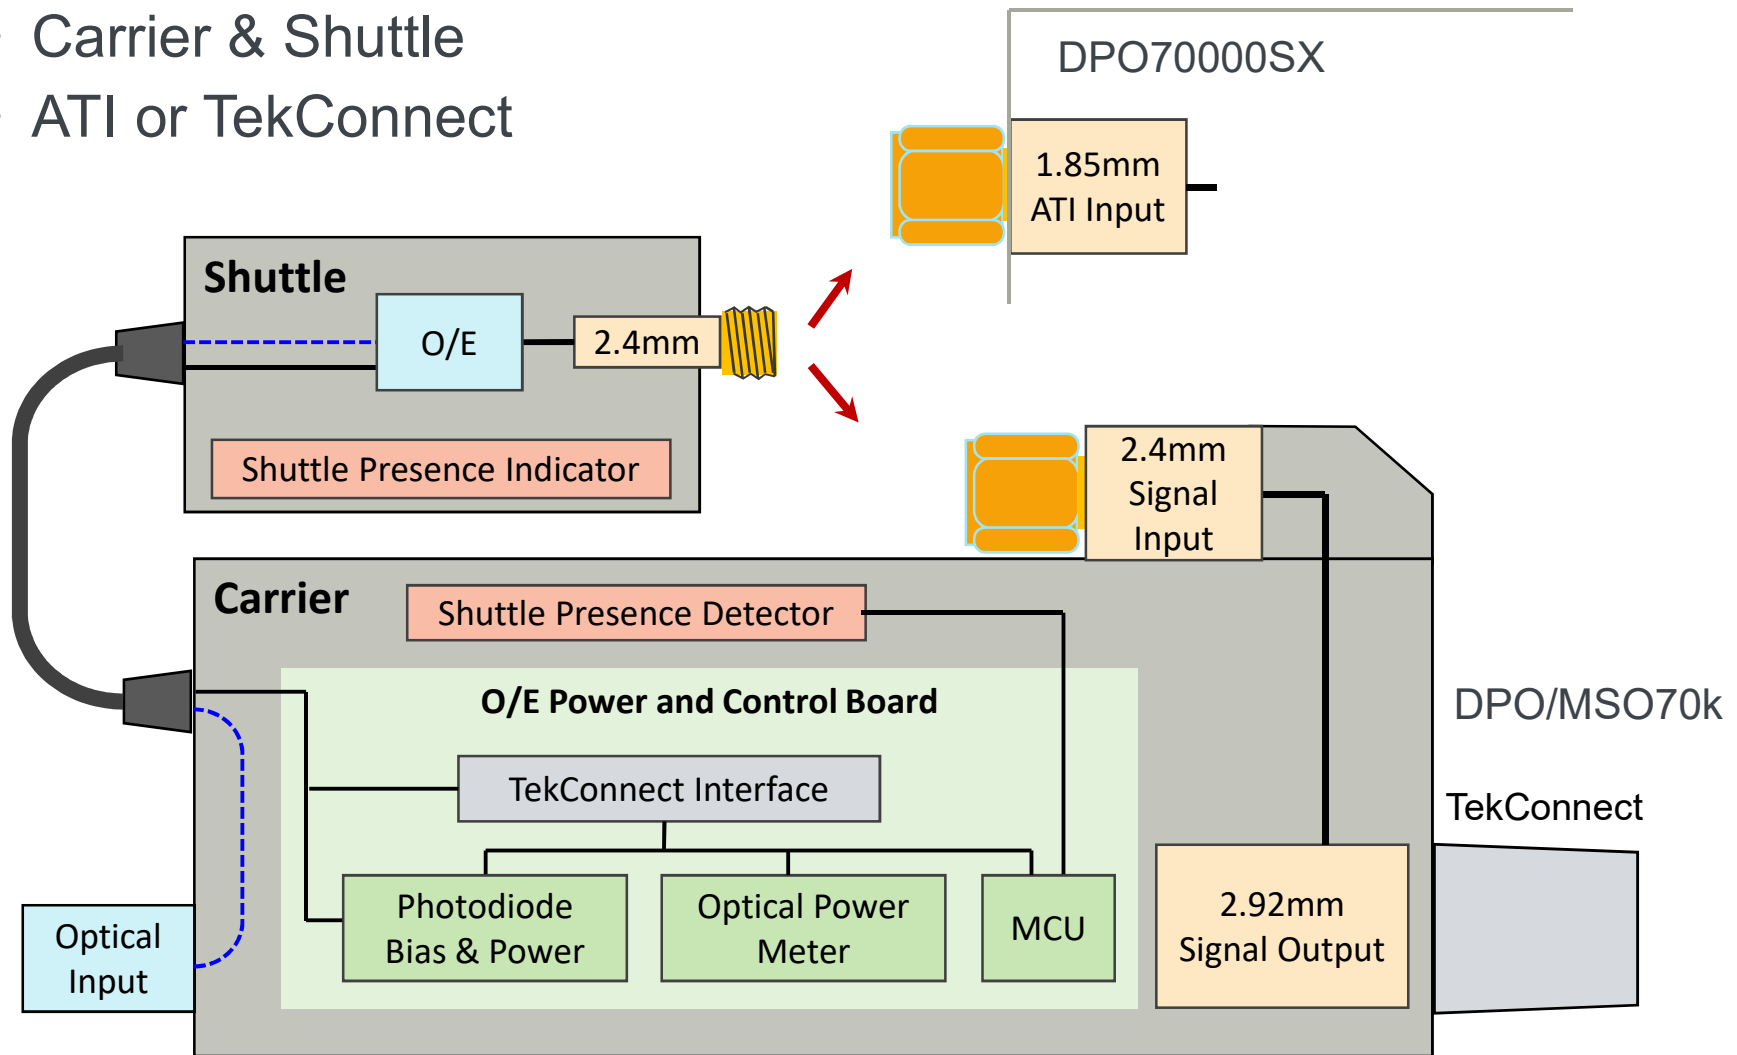 Carrier & Shuttle
ATI or TekConnect
DPO70000SX
1.85mm
ATI Input
Shuttle
O/E
2.4mm
Shuttle Presence Indicator
2.4mm
Signal
Input
Carrier
Shuttle Presence Detector
O/E Power and Control Board
DPO/MSO70k
TekConnect Interface
TekConnect
Photodiode
Bias & Power
Optical Power
Meter
MCU
2.92mm
Signal Output
Optical
Input